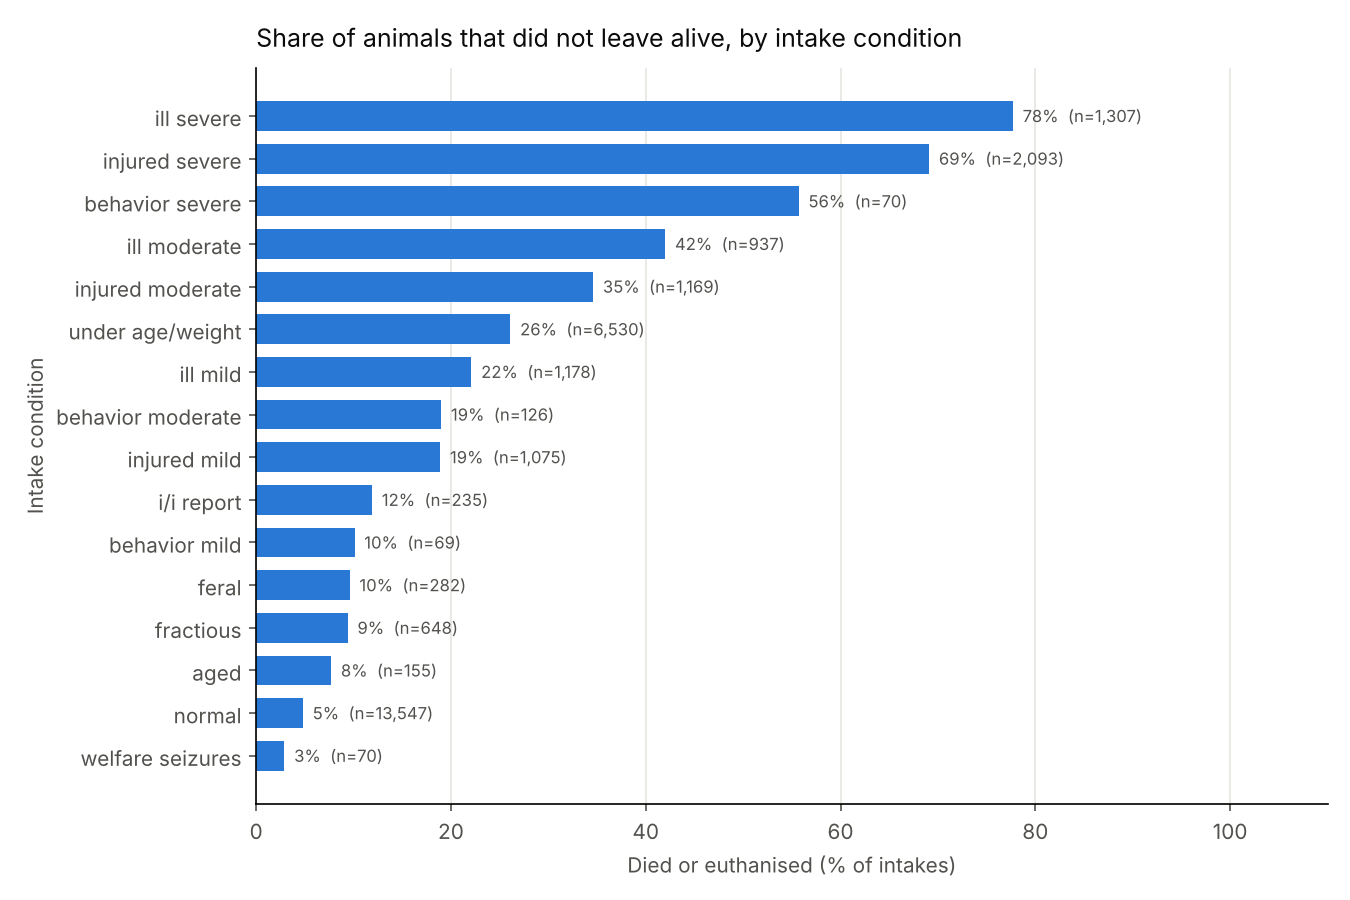 Share of animals that did not leave alive, by intake condition
Intake condition
ill severe 78% (n=1,307)
injured severe 69% (n=2,093)
behavior severe 56% (n=70)
ill moderate 42% (n=937)
injured moderate 35% (n=1,169)
under age/weight 26% (n=6,530)
ill mild 22% (n=1,178)
behavior moderate 19% (n=126)
injured mild 19% (n=1,075)
i/i report 12% (n=235)
behavior mild 10% (n=69)
feral 10% (n=282)
fractious 9% (n=648)
aged 8% (n=155)
normal 5% (n=13,547)
welfare seizures 3% (n=70)
0 20 40 60 80 100
Died or euthanised (% of intakes)